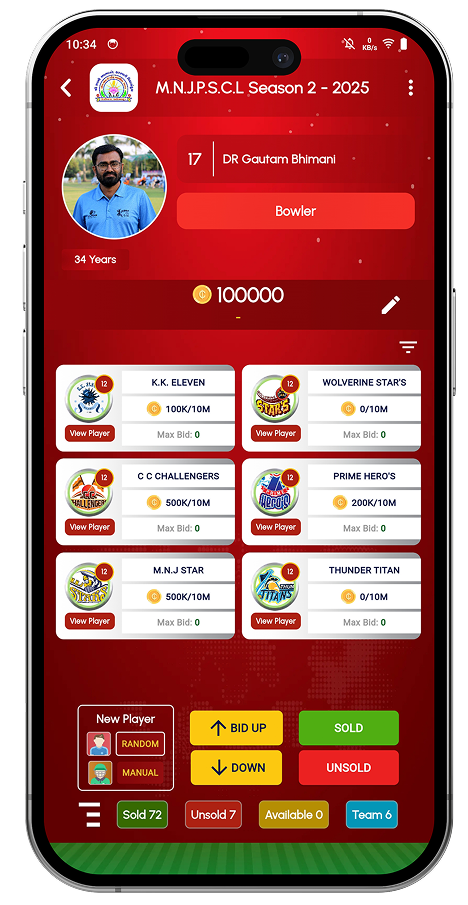 10:34
0
KB/s
M.N.J.P.S.C.L Season 2 - 2025
17 DR Gautam Bhimani
Bowler
34 Years
100000
-
12 K.K. ELEVEN
100K/10M
View Player Max Bid: 0
12 WOLVERINE STAR'S
STARS
0/10M
View Player Max Bid: 0
12 C C CHALLENGERS
C.C
CHALLENGERS
500K/10M
View Player Max Bid: 0
12 PRIME HERO'S
HERO'S
200K/10M
View Player Max Bid: 0
12 M.N.J STAR
500K/10M
View Player Max Bid: 0
12 THUNDER TITAN
TITANS
0/10M
View Player Max Bid: 0
New Player
RANDOM
MANUAL
BID UP
SOLD
DOWN
UNSOLD
Sold 72 Unsold 7 Available 0 Team 6